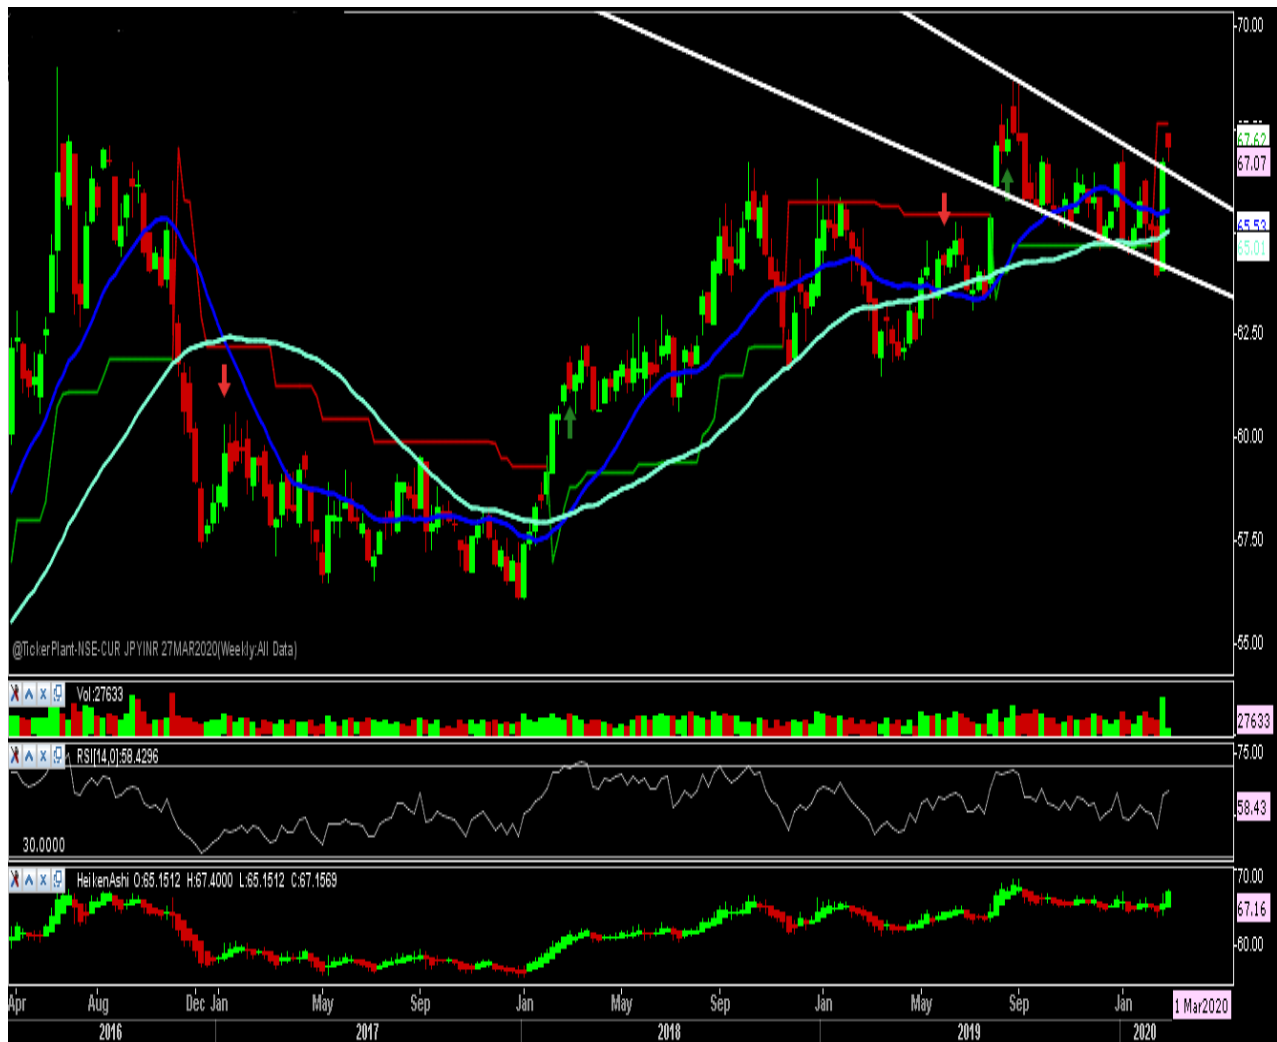 70.00
67.62
67.07
65.53
65.01
62.50
60.00
57.50
55.00
@TickerPlant-NSE-CUR JPYINR 27MAR2020(Weekly:All Data)
Vol:27633
27633
RSI[14,0]:58.4296
75.00
58.43
30.0000
HeikenAshi O:65.1512 H:67.4000 L:65.1512 C:67.1569
70.00
67.16
60.00
Apr Aug Dec Jan May Sep Jan May Sep Jan May Sep Jan 1 Mar2020
2016 2017 2018 2019 2020